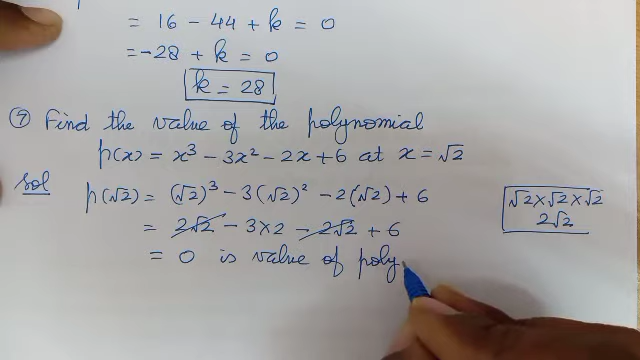 = 16 - 44 + k = 0
= -28 + k = 0
k = 28
⑨ Find the value of the polynomial
p(x) = x³ - 3x² - 2x + 6 at x = √2
Sol p(√2) = (√2)³ - 3(√2)² - 2(√2) + 6
= 2√2 - 3×2 - 2√2 + 6
= 0 is value of poly
√2×√2×√2
2√2